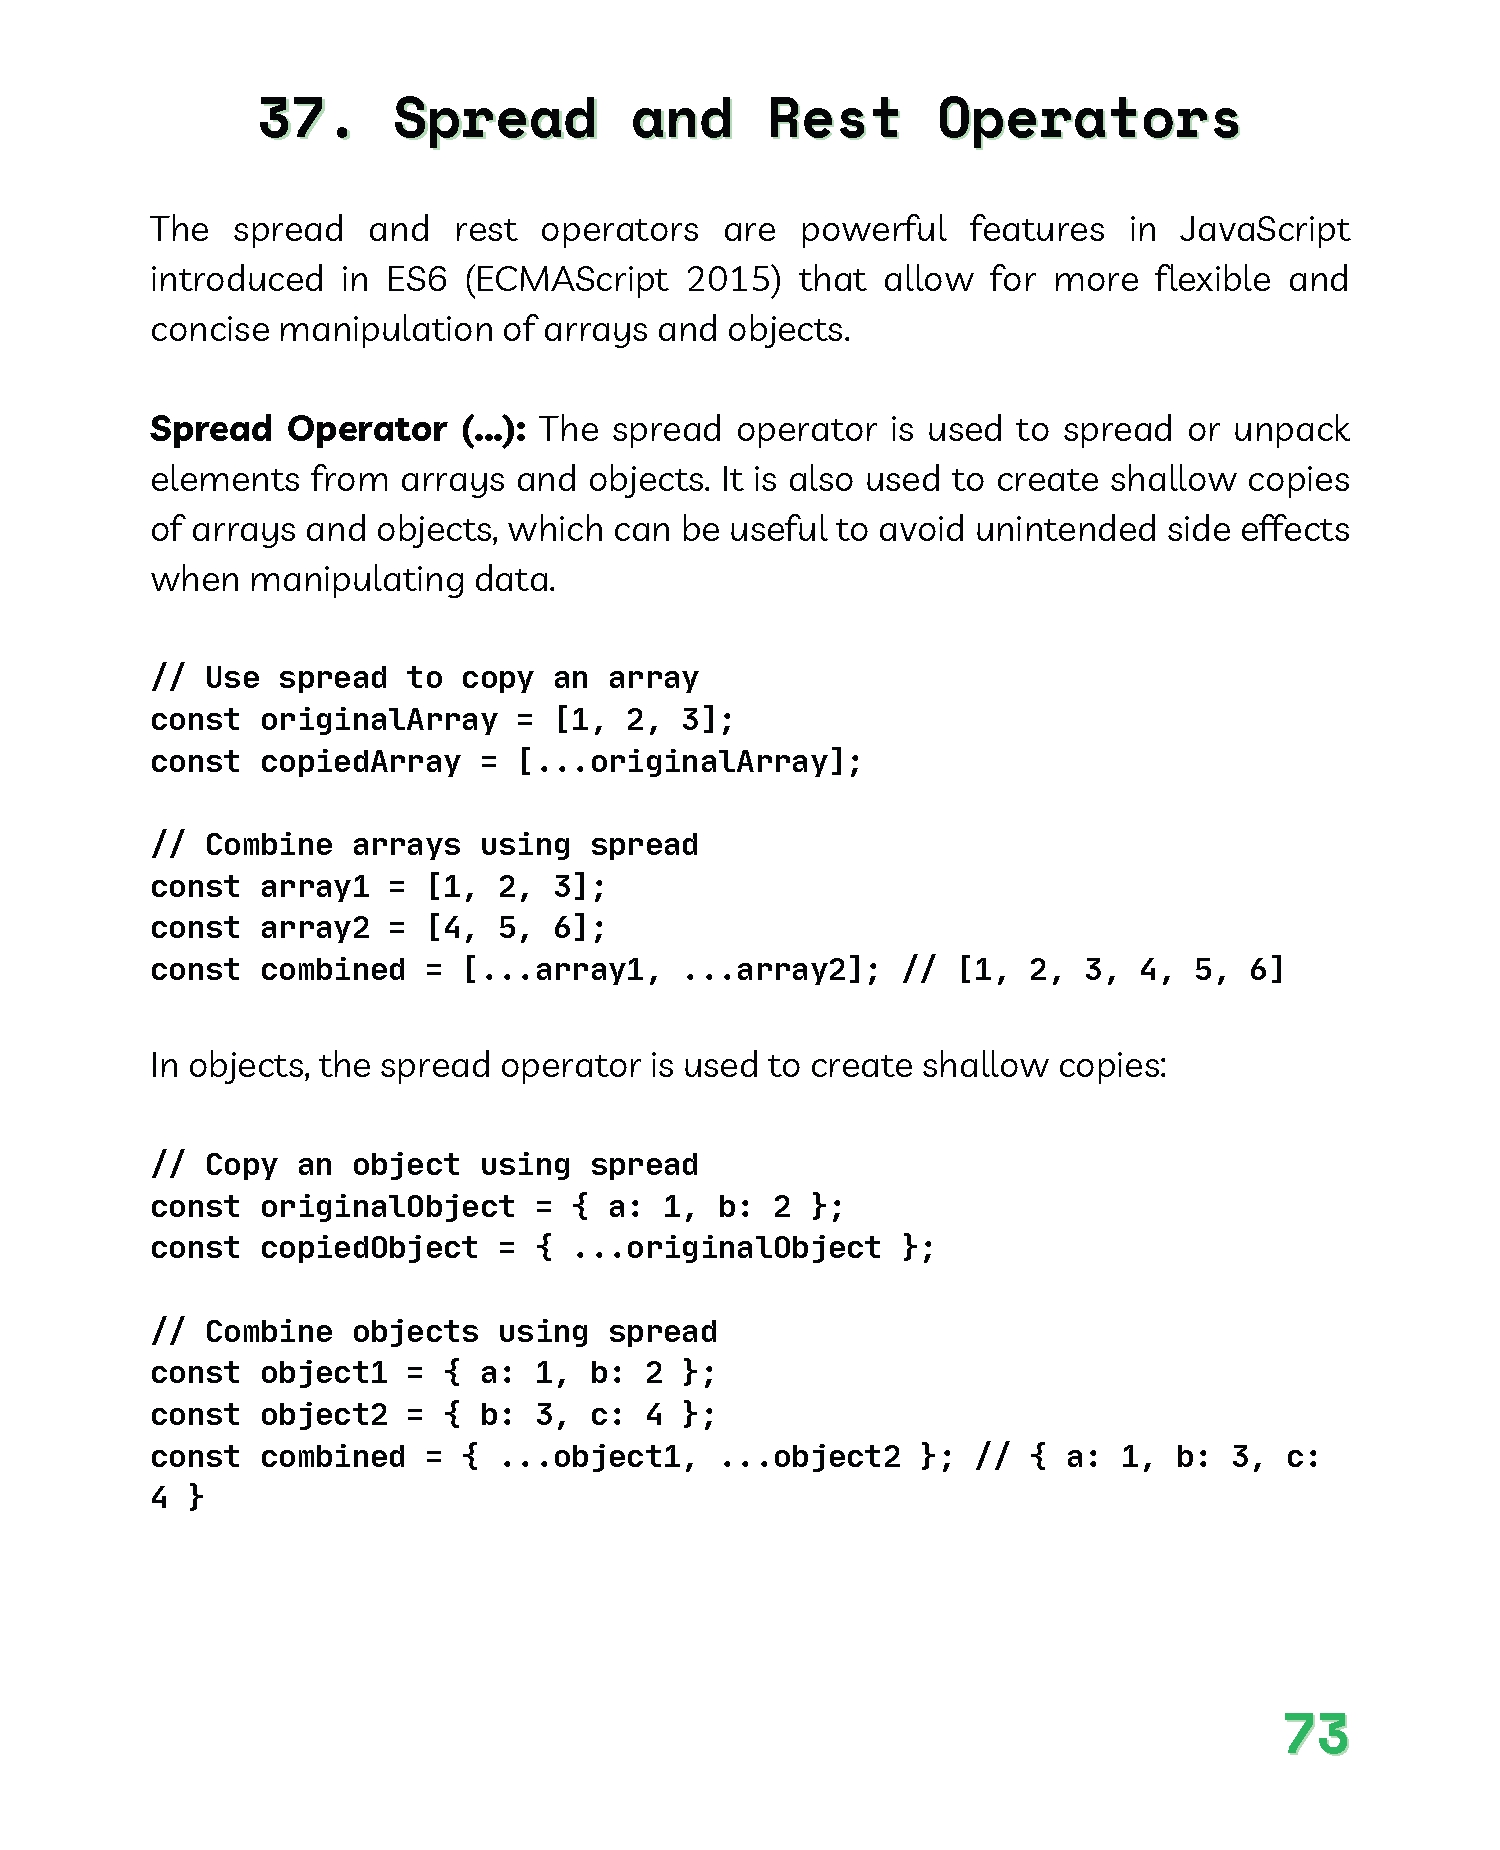 37. Spread and Rest Operators
The spread and rest operators are powerful features in JavaScript
introduced in ES6 (ECMAScript 2015) that allow for more flexible and
concise manipulation of arrays and objects.
Spread Operator (...): The spread operator is used to spread or unpack
elements from arrays and objects. It is also used to create shallow copies
of arrays and objects, which can be useful to avoid unintended side effects
when manipulating data.
// Use spread to copy an array
const originalArray = [1, 2, 3];
const copiedArray = [...originalArray];
// Combine arrays using spread
const array1 = [1, 2, 3];
const array2 = [4, 5, 6];
const combined = [...array1, ...array2]; // [1, 2, 3, 4, 5, 6]
In objects, the spread operator is used to create shallow copies:
// Copy an object using spread
const originalObject = { a: 1, b: 2 };
const copiedObject = { ...originalObject };
// Combine objects using spread
const object1 = { a: 1, b: 2 };
const object2 = { b: 3, c: 4 };
const combined = { ...object1, ...object2 }; // { a: 1, b: 3, c:
4 }
73